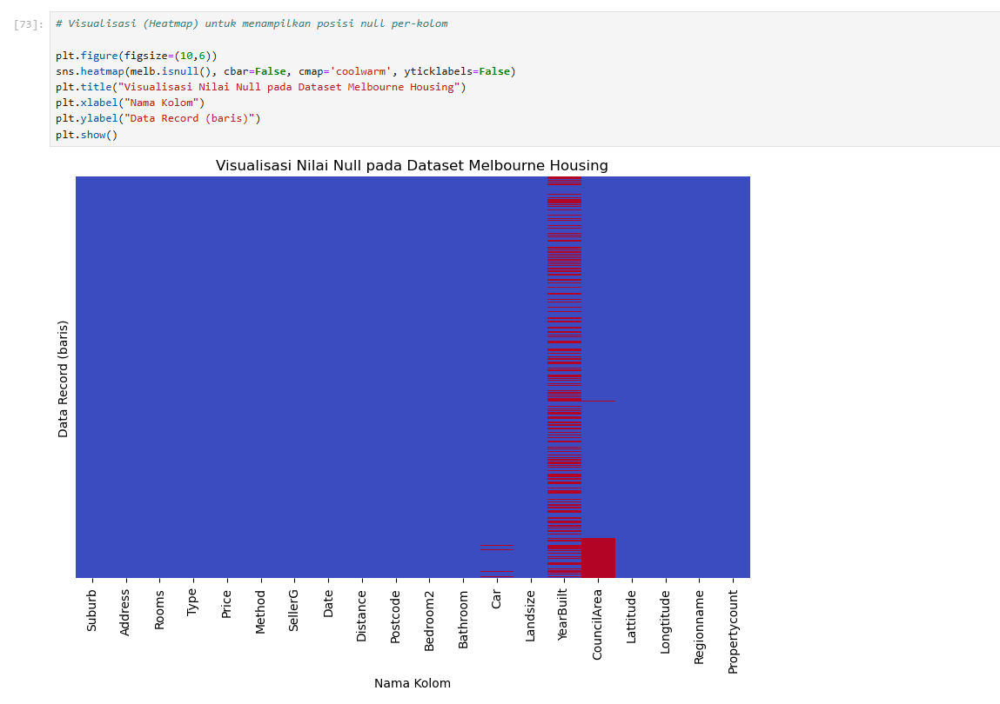 [73]:
# Visualisasi (Heatmap) untuk menampilkan posisi null per-kolom
plt.figure(figsize=(10,6))
sns.heatmap(melb.isnull(), cbar=False, cmap='coolwarm', yticklabels=False)
plt.title("Visualisasi Nilai Null pada Dataset Melbourne Housing")
plt.xlabel("Nama Kolom")
plt.ylabel("Data Record (baris)")
plt.show()
Visualisasi Nilai Null pada Dataset Melbourne Housing
Data Record (baris)
Suburb
Address
Rooms
Type
Price
Method
SellerG
Date
Distance
Postcode
Bedroom2
Bathroom
Car
Landsize
YearBuilt
CouncilArea
Lattitude
Longtitude
Regionname
Propertycount
Nama Kolom